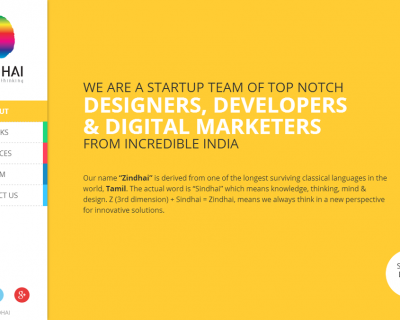 HAI
thinking
UT
KS
CES
M
CT US
HAI
WE ARE A STARTUP TEAM OF TOP NOTCH
DESIGNERS, DEVELOPERS
& DIGITAL MARKETERS
FROM INCREDIBLE INDIA
Our name “Zindhai” is derived from one of the longest surviving classical languages in the
world, Tamil. The actual word is “Sindhai” which means knowledge, thinking, mind &
design. Z (3rd dimension) + Sindhai = Zindhai, means we always think in a new perspective
for innovative solutions.
S